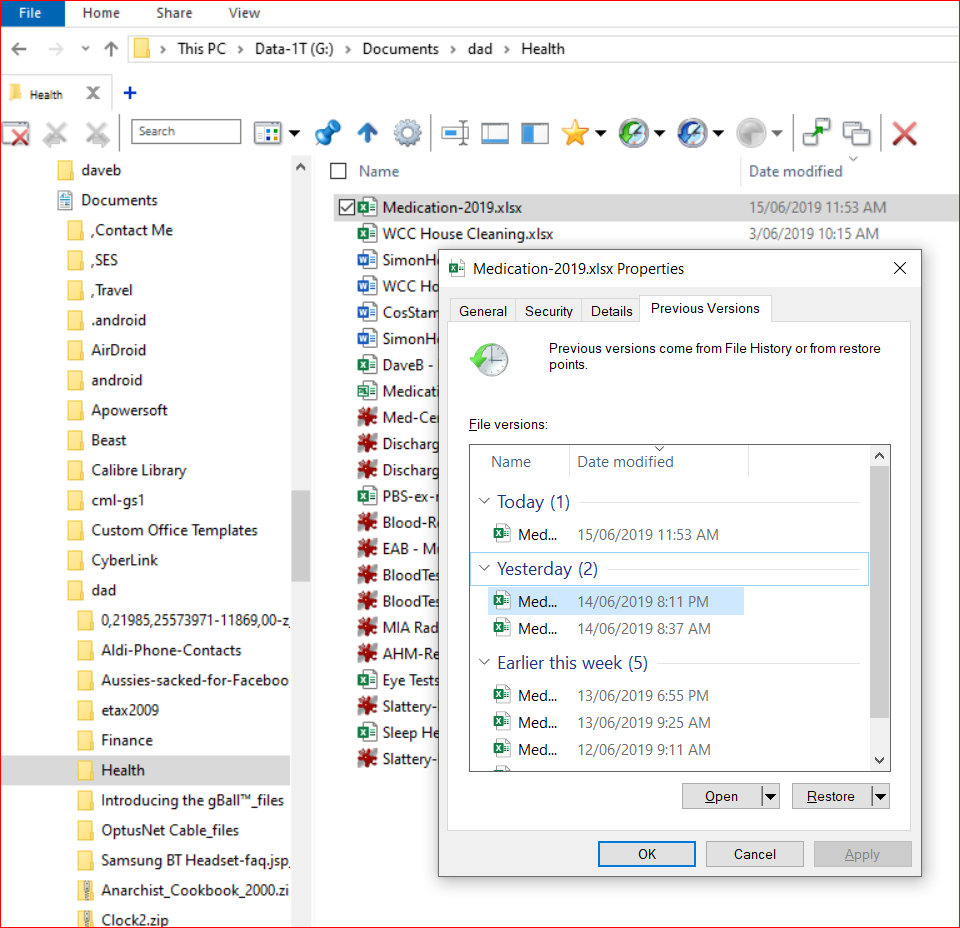 File Home Share View
This PC > Data-1T (G:) > Documents > dad > Health
Health
Search
daveb
Documents
,Contact Me
,SES
,Travel
.android
AirDroid
android
Apowersoft
Beast
Calibre Library
cml-gs1
Custom Office Templates
CyberLink
dad
0,21985,25573971-11869,00-z
Aldi-Phone-Contacts
Aussies-sacked-for-Faceboo
etax2009
Finance
Health
Introducing the gBall™_files
OptusNet Cable_files
Samsung BT Headset-faq.jsp
Anarchist_Cookbook_2000.zi
Clock2.zip
Name Date modified
Medication-2019.xlsx 15/06/2019 11:53 AM
WCC House Cleaning.xlsx 3/06/2019 10:15 AM
SimonHo
WCC Ho
CosStam
SimonHo
DaveB -
Medicati
Med-Cer
Discharg
Discharg
PBS-ex-r
Blood-Re
EAB - Mu
BloodTes
BloodTes
MIA Rad
AHM-Re
Eye Tests
Slattery-
Sleep He
Slattery-
Medication-2019.xlsx Properties
General Security Details Previous Versions
Previous versions come from File History or from restore
points.
File versions:
Name Date modified
Today (1)
Med... 15/06/2019 11:53 AM
Yesterday (2)
Med... 14/06/2019 8:11 PM
Med... 14/06/2019 8:37 AM
Earlier this week (5)
Med... 13/06/2019 6:55 PM
Med... 13/06/2019 9:25 AM
Med... 12/06/2019 9:11 AM
Open Restore
OK Cancel Apply